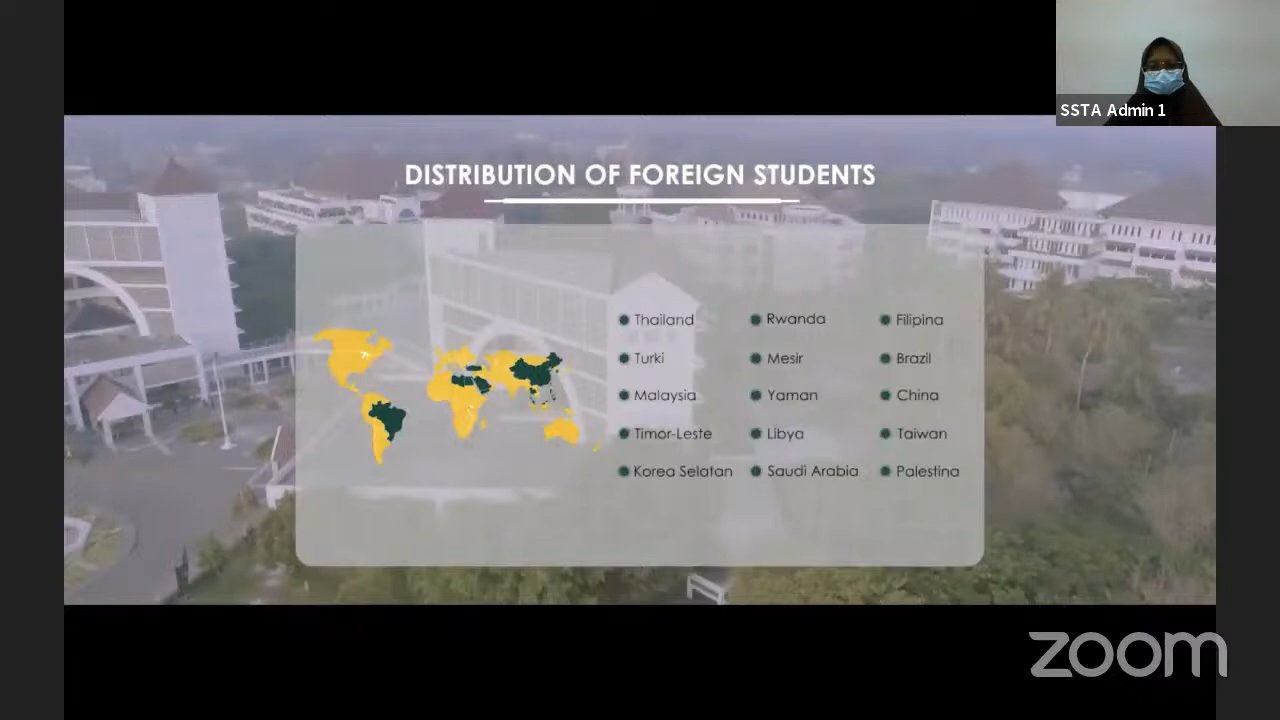 SSTA Admin 1
DISTRIBUTION OF FOREIGN STUDENTS
Thailand
Turki
Malaysia
Timor-Leste
Korea Selatan
Rwanda
Mesir
Yaman
Libya
Saudi Arabia
Filipina
Brazil
China
Taiwan
Palestina
zoom